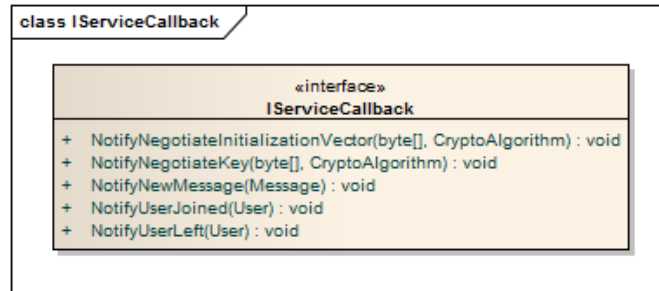 class IServiceCallback
«interface»
IServiceCallback
+ NotifyNegotiateInitializationVector(byte[], CryptoAlgorithm) : void
+ NotifyNegotiateKey(byte[], CryptoAlgorithm) : void
+ NotifyNewMessage(Message) : void
+ NotifyUserJoined(User) : void
+ NotifyUserLeft(User) : void